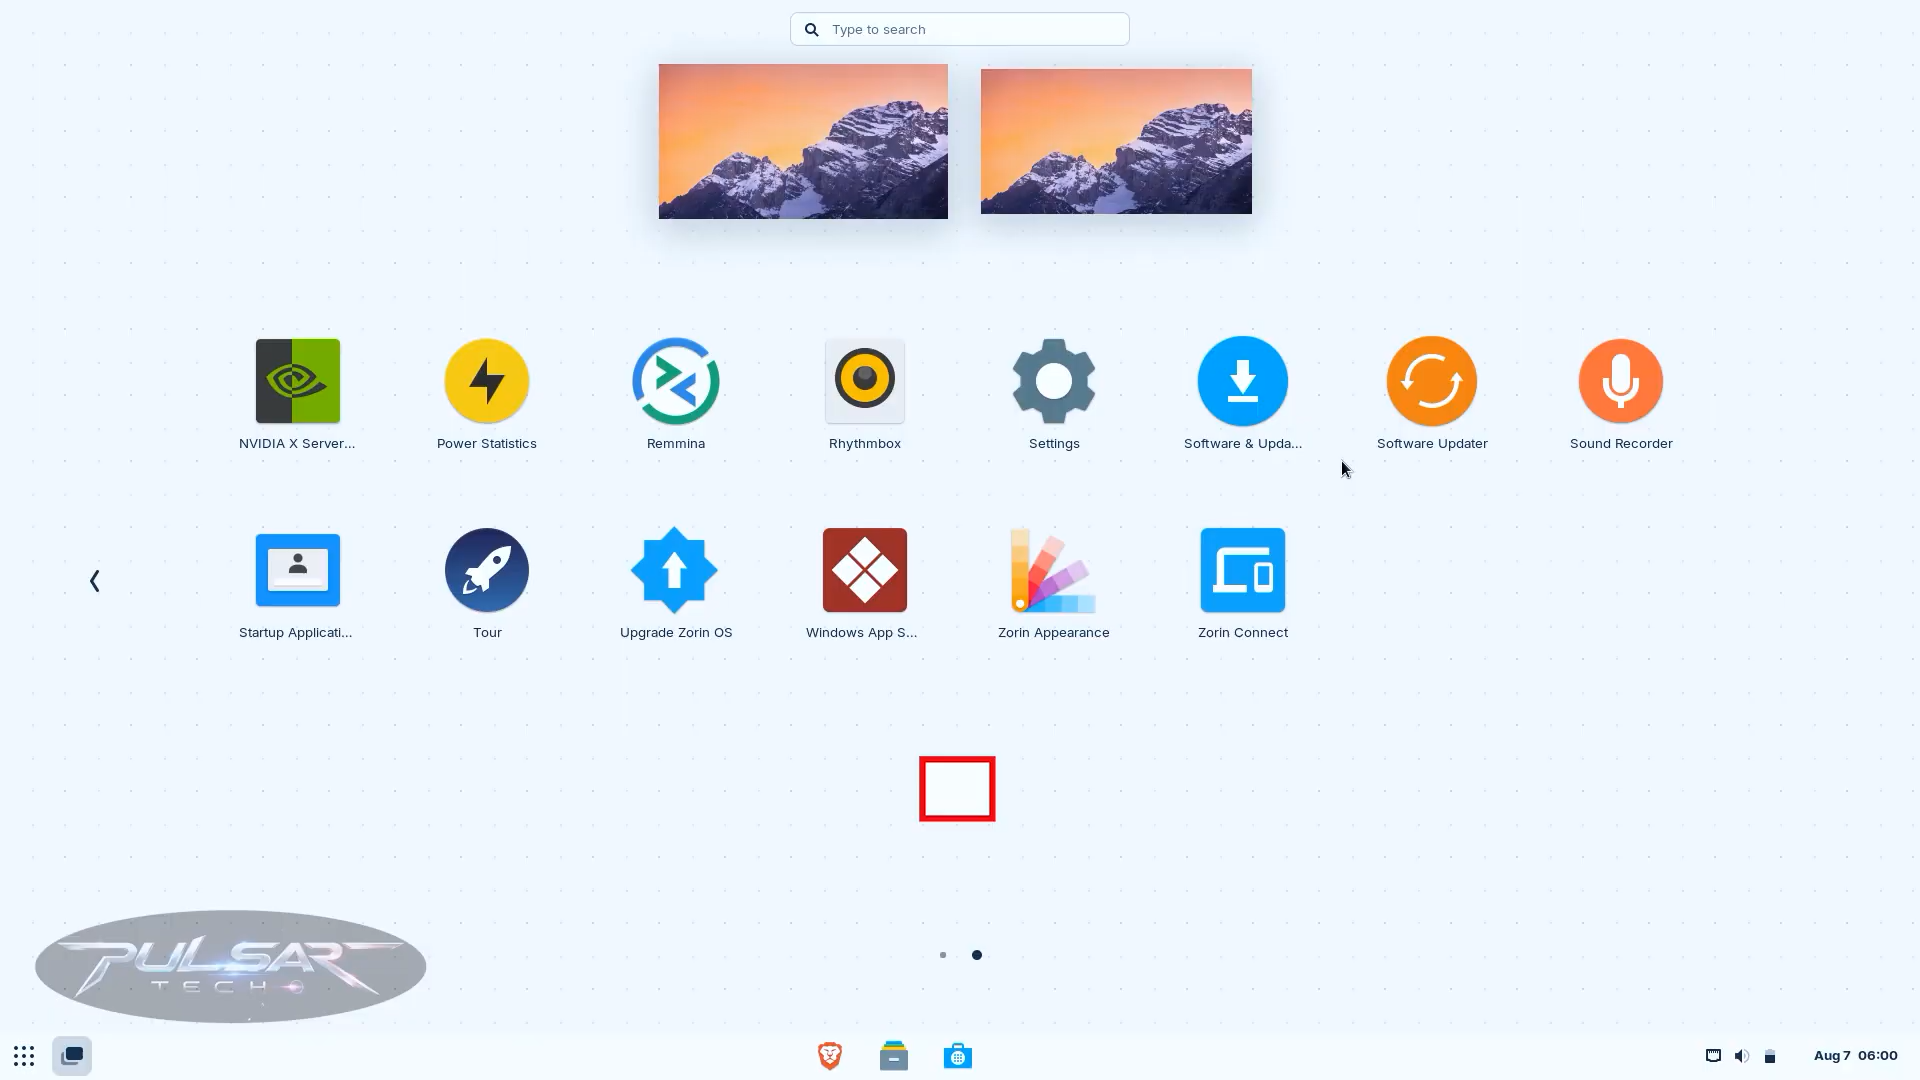 Type to search
NVIDIA X Server...
Power Statistics
Remmina
Rhythmbox
Settings
Software & Upda...
Software Updater
Sound Recorder
Startup Applicati...
Tour
Upgrade Zorin OS
Windows App S...
Zorin Appearance
Zorin Connect
PULSAR
TECH
Aug 7 06:00